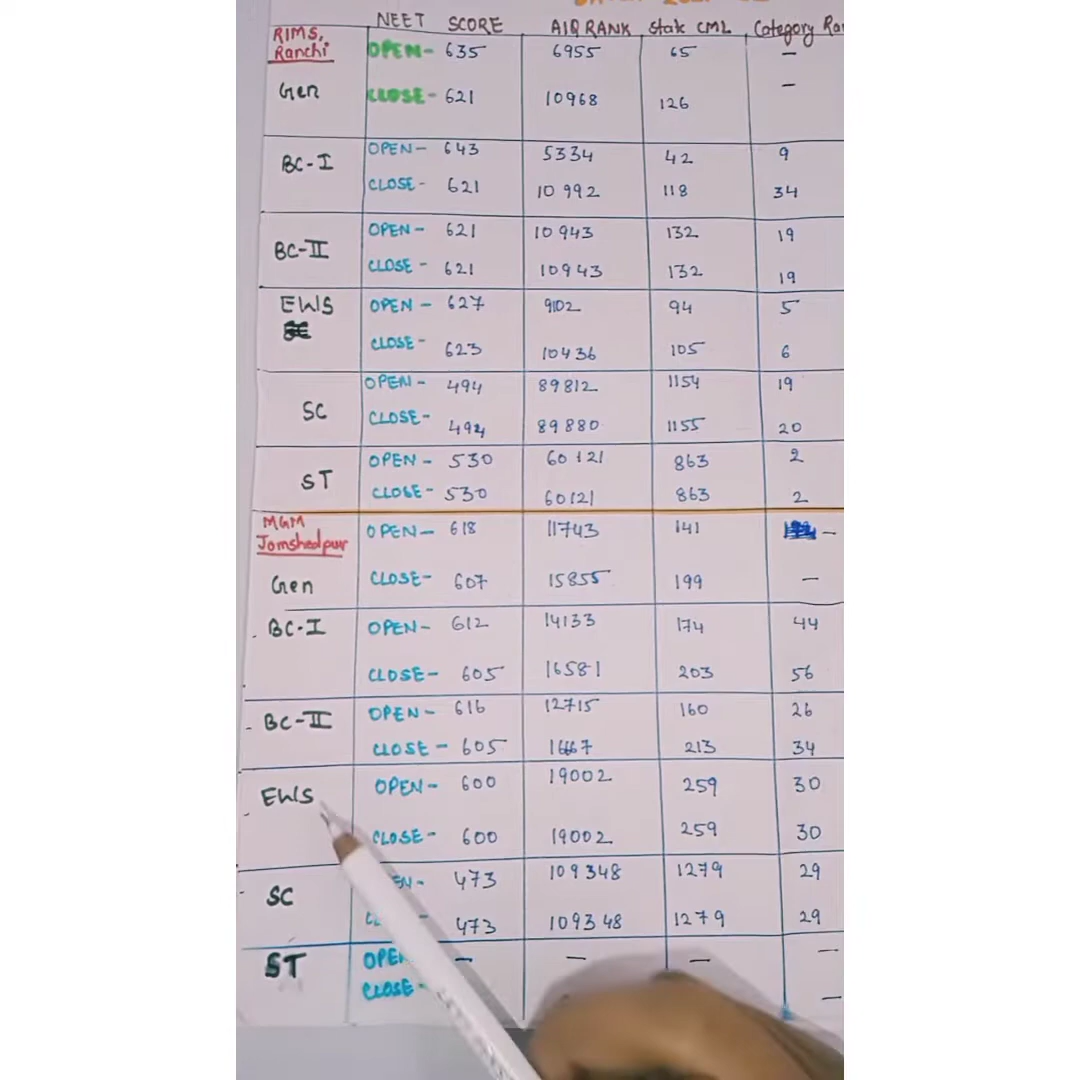 NEET SCORE AIQ RANK State CML Category
RIMS, Ranchi OPEN- 635 6955 65 —
Gen CLOSE- 621 10968 126 —
BC-I OPEN- 643 5334 42 9
CLOSE- 621 10992 118 34
BC-II OPEN- 621 10943 132 19
CLOSE- 621 10943 132 19
EWS OPEN- 627 9102 94 5
CLOSE- 623 10436 105 6
SC OPEN- 494 89812 1154 19
CLOSE- 494 89880 1155 20
ST OPEN- 530 60121 863 2
CLOSE- 530 60121 863 2
MGM Jamshedpur OPEN- 618 11743 141 —
Gen CLOSE- 607 15855 199 —
BC-I OPEN- 612 14133 174 44
CLOSE- 605 16581 203 56
BC-II OPEN- 616 12715 160 26
CLOSE- 605 16667 213 34
EWS OPEN- 600 19002 259 30
CLOSE- 600 19002 259 30
SC 473 109348 1279 29
473 109348 1279 29
ST — — — —
CLOSE- —